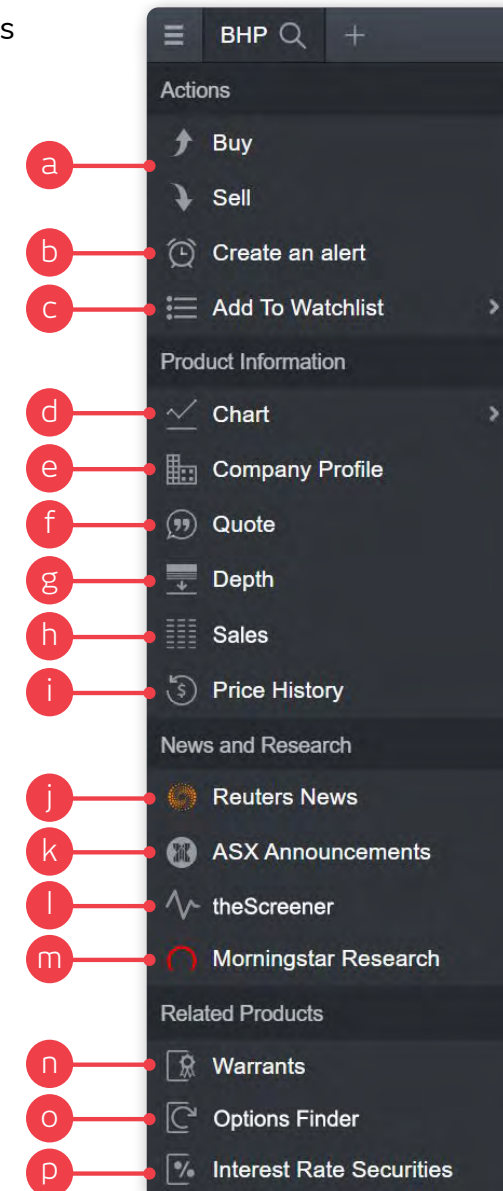 s
BHP
Actions
a
Buy
Sell
b Create an alert
c Add To Watchlist
Product Information
d Chart
e Company Profile
f Quote
g Depth
h Sales
i Price History
News and Research
j Reuters News
k ASX Announcements
l theScreener
m Morningstar Research
Related Products
n Warrants
o Options Finder
p Interest Rate Securities